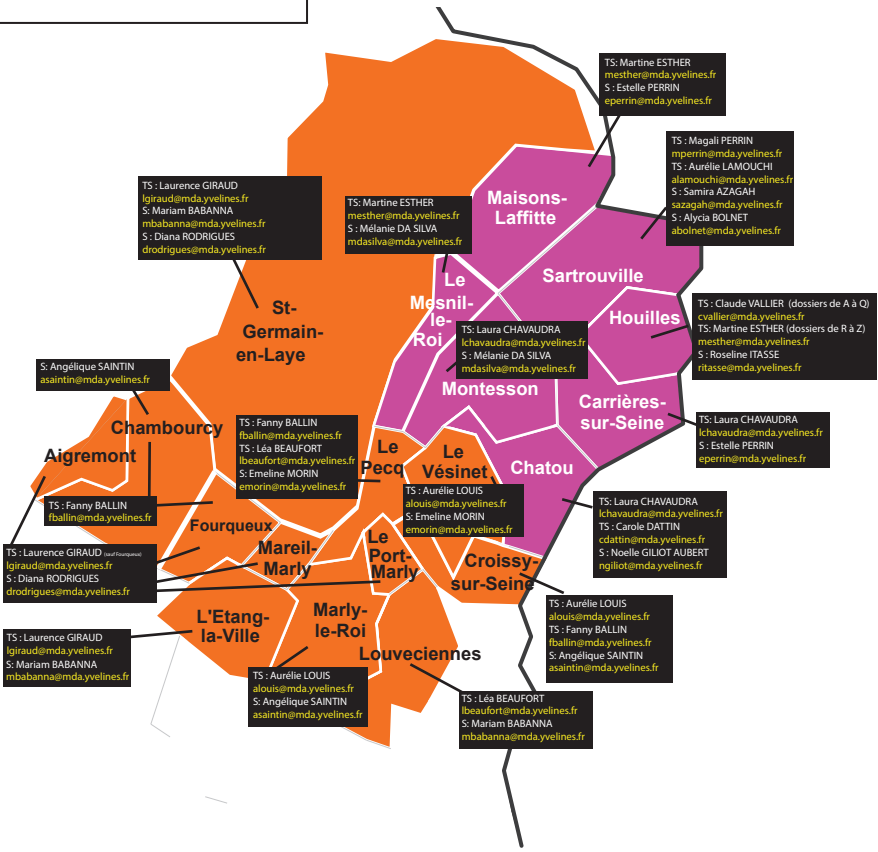 TS: Martine ESTHER
mesther@mda.yvelines.fr
S : Estelle PERRIN
eperrin@mda.yvelines.fr
TS : Magali PERRIN
mperrin@mda.yvelines.fr
TS : Aurélie LAMOUCHI
alamouchi@mda.yvelines.fr
S : Samira AZAGAH
sazagah@mda.yvelines.fr
S : Alycia BOLNET
abolnet@mda.yvelines.fr
TS : Laurence GIRAUD
lgiraud@mda.yvelines.fr
S: Mariam BABANNA
mbabanna@mda.yvelines.fr
S : Diana RODRIGUES
drodrigues@mda.yvelines.fr
TS: Martine ESTHER
mesther@mda.yvelines.fr
S : Mélanie DA SILVA
mdasilva@mda.yvelines.fr
Maisons-
Laffitte
Sartrouville
Le
Mesnil-
le-
Roi
St-
Germain-
en-Laye
Houilles
TS : Claude VALLIER (dossiers de A à Q)
cvallier@mda.yvelines.fr
TS: Martine ESTHER (dossiers de R à Z)
mesther@mda.yvelines.fr
S : Roseline ITASSE
ritasse@mda.yvelines.fr
TS : Laura CHAVAUDRA
lchavaudra@mda.yvelines.fr
S : Mélanie DA SILVA
mdasilva@mda.yvelines.fr
Montesson
S: Angélique SAINTIN
asaintin@mda.yvelines.fr
Carrières-
sur-Seine
TS: Laura CHAVAUDRA
lchavaudra@mda.yvelines.fr
S : Estelle PERRIN
eperrin@mda.yvelines.fr
Chambourcy
Aigremont
TS : Fanny BALLIN
fballin@mda.yvelines.fr
TS: Léa BEAUFORT
lbeaufort@mda.yvelines.fr
S: Emeline MORIN
emorin@mda.yvelines.fr
Le
Pecq
Le
Vésinet
Chatou
TS : Aurélie LOUIS
alouis@mda.yvelines.fr
S: Emeline MORIN
emorin@mda.yvelines.fr
TS : Fanny BALLIN
fballin@mda.yvelines.fr
TS : Laura CHAVAUDRA
lchavaudra@mda.yvelines.fr
TS : Carole DATTIN
cdattin@mda.yvelines.fr
S : Noelle GILIOT AUBERT
ngiliot@mda.yvelines.fr
Fourqueux
Mareil-
Marly
Le
Port-
Marly
Croissy-
sur-Seine
TS : Laurence GIRAUD (sauf Fourqueux)
lgiraud@mda.yvelines.fr
S : Diana RODRIGUES
drodrigues@mda.yvelines.fr
L'Etang-
la-Ville
Marly-
le-Roi
Louveciennes
TS : Aurélie LOUIS
alouis@mda.yvelines.fr
TS : Fanny BALLIN
fballin@mda.yvelines.fr
S: Angélique SAINTIN
asaintin@mda.yvelines.fr
TS : Laurence GIRAUD
lgiraud@mda.yvelines.fr
S: Mariam BABANNA
mbabanna@mda.yvelines.fr
TS : Aurélie LOUIS
alouis@mda.yvelines.fr
S: Angélique SAINTIN
asaintin@mda.yvelines.fr
TS : Léa BEAUFORT
lbeaufort@mda.yvelines.fr
S: Mariam BABANNA
mbabanna@mda.yvelines.fr